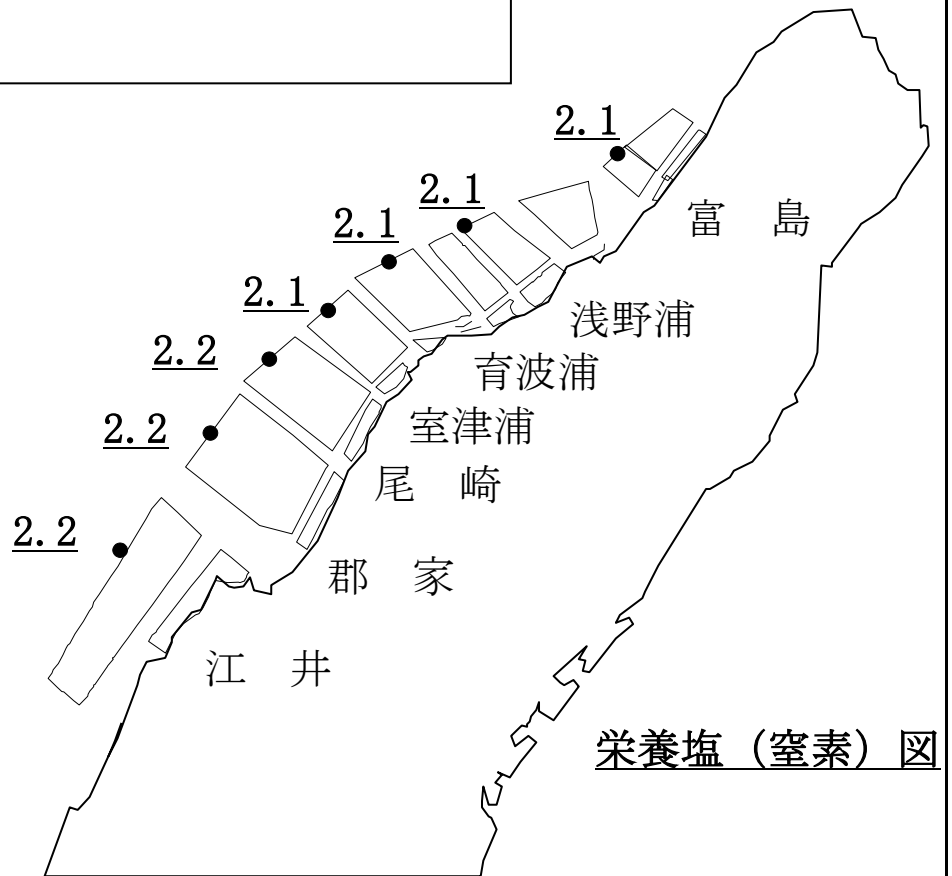 2.1
2.1
2.1
2.1
2.2
2.2
2.2
富　島
浅野浦
育波浦
室津浦
尾　崎
郡　家
江　井
栄養塩（窒素）図